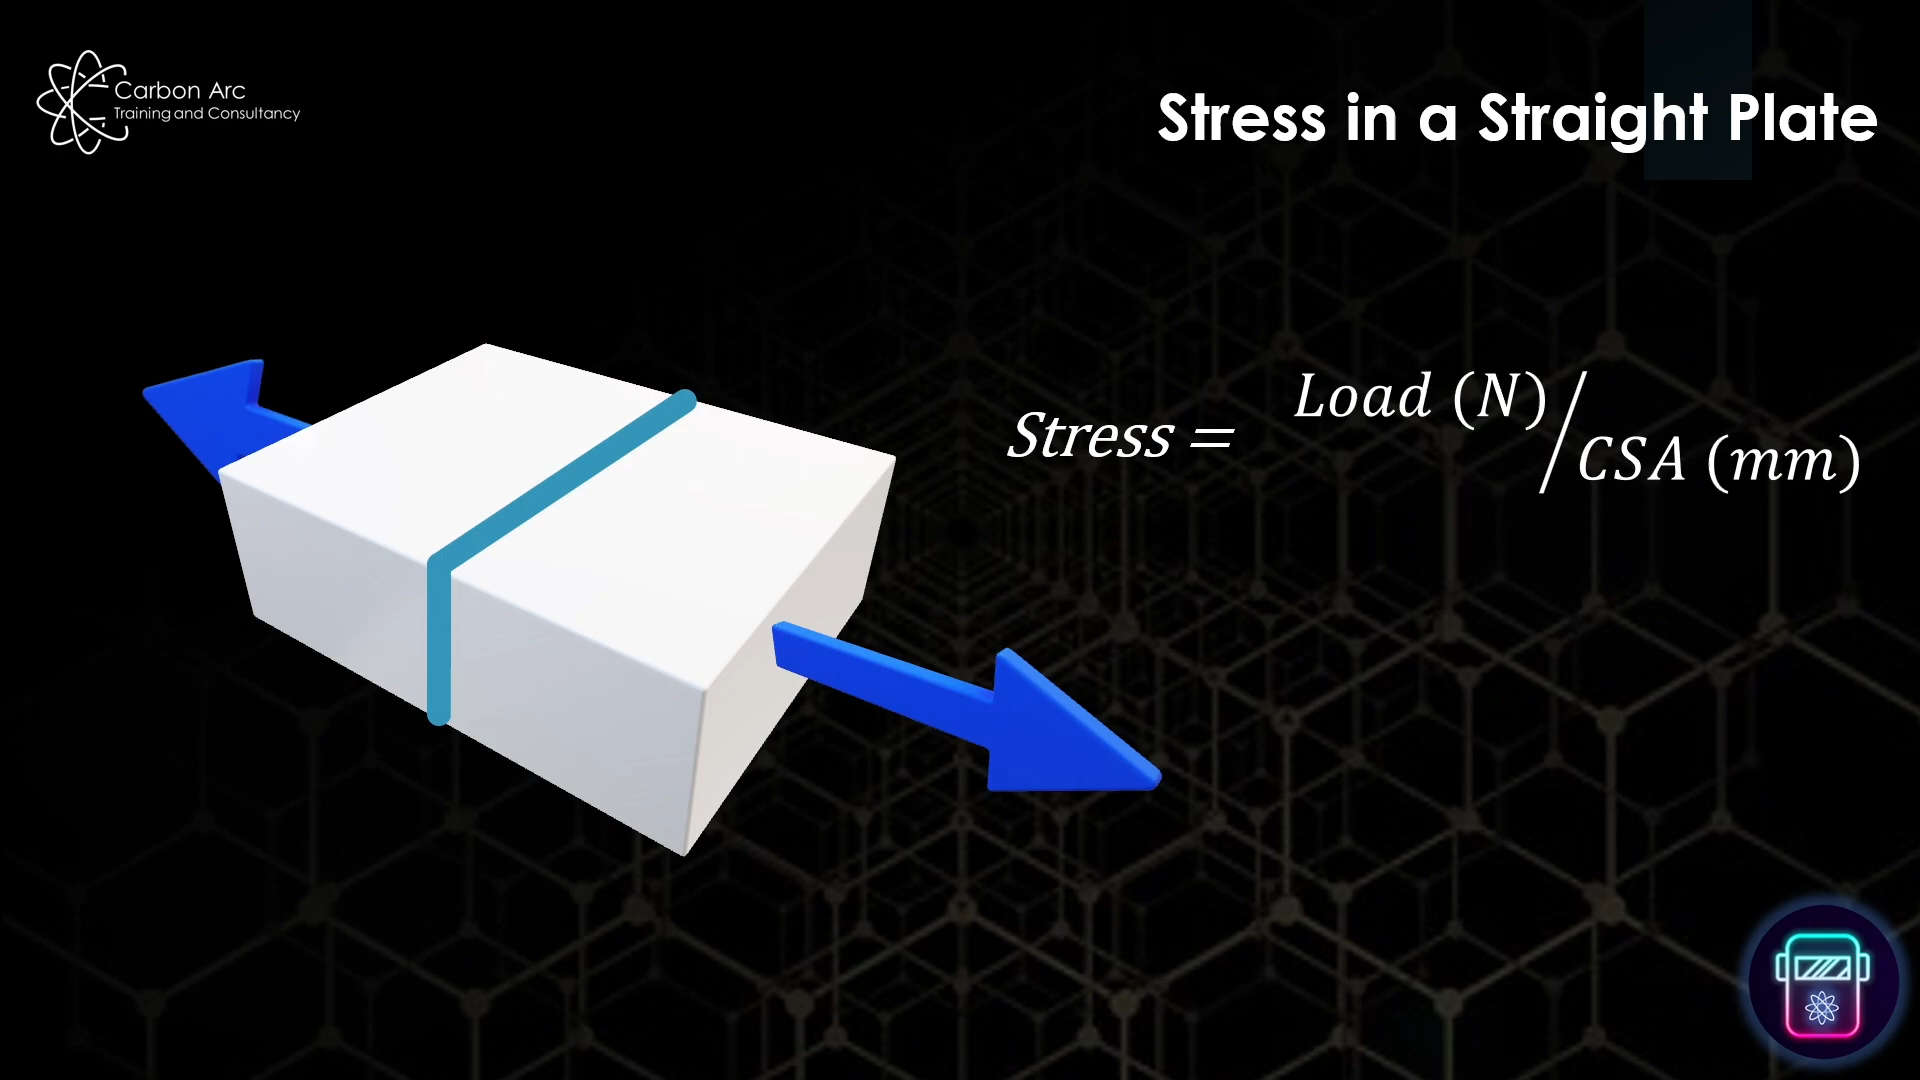 Carbon Arc
Training and Consultancy
Stress in a Straight Plate
Stress = Load (N)/CSA (mm)